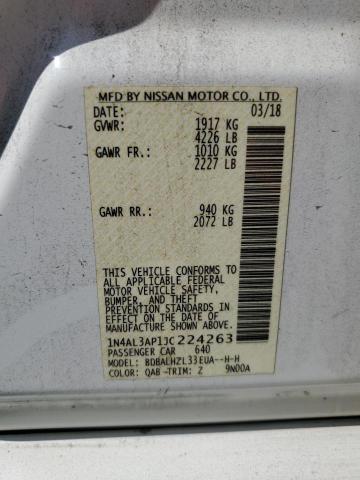 MFD BY NISSAN MOTOR CO., LTD.
DATE: 03/18
GVWR: 1917 KG
4226 LB
GAWR FR.: 1010 KG
2227 LB
GAWR RR.: 940 KG
2072 LB
THIS VEHICLE CONFORMS TO ALL
APPLICABLE FEDERAL
MOTOR VEHICLE SAFETY,
BUMPER, AND THEFT
PREVENTION STANDARDS IN
EFFECT ON THE DATE OF
MANUFACTURE SHOWN ABOVE.
1N4AL3AP1JC224263
PASSENGER CAR 640
MODEL: BDBALHZL33EUA--H-H
COLOR: QAB -TRIM: Z 9N00A